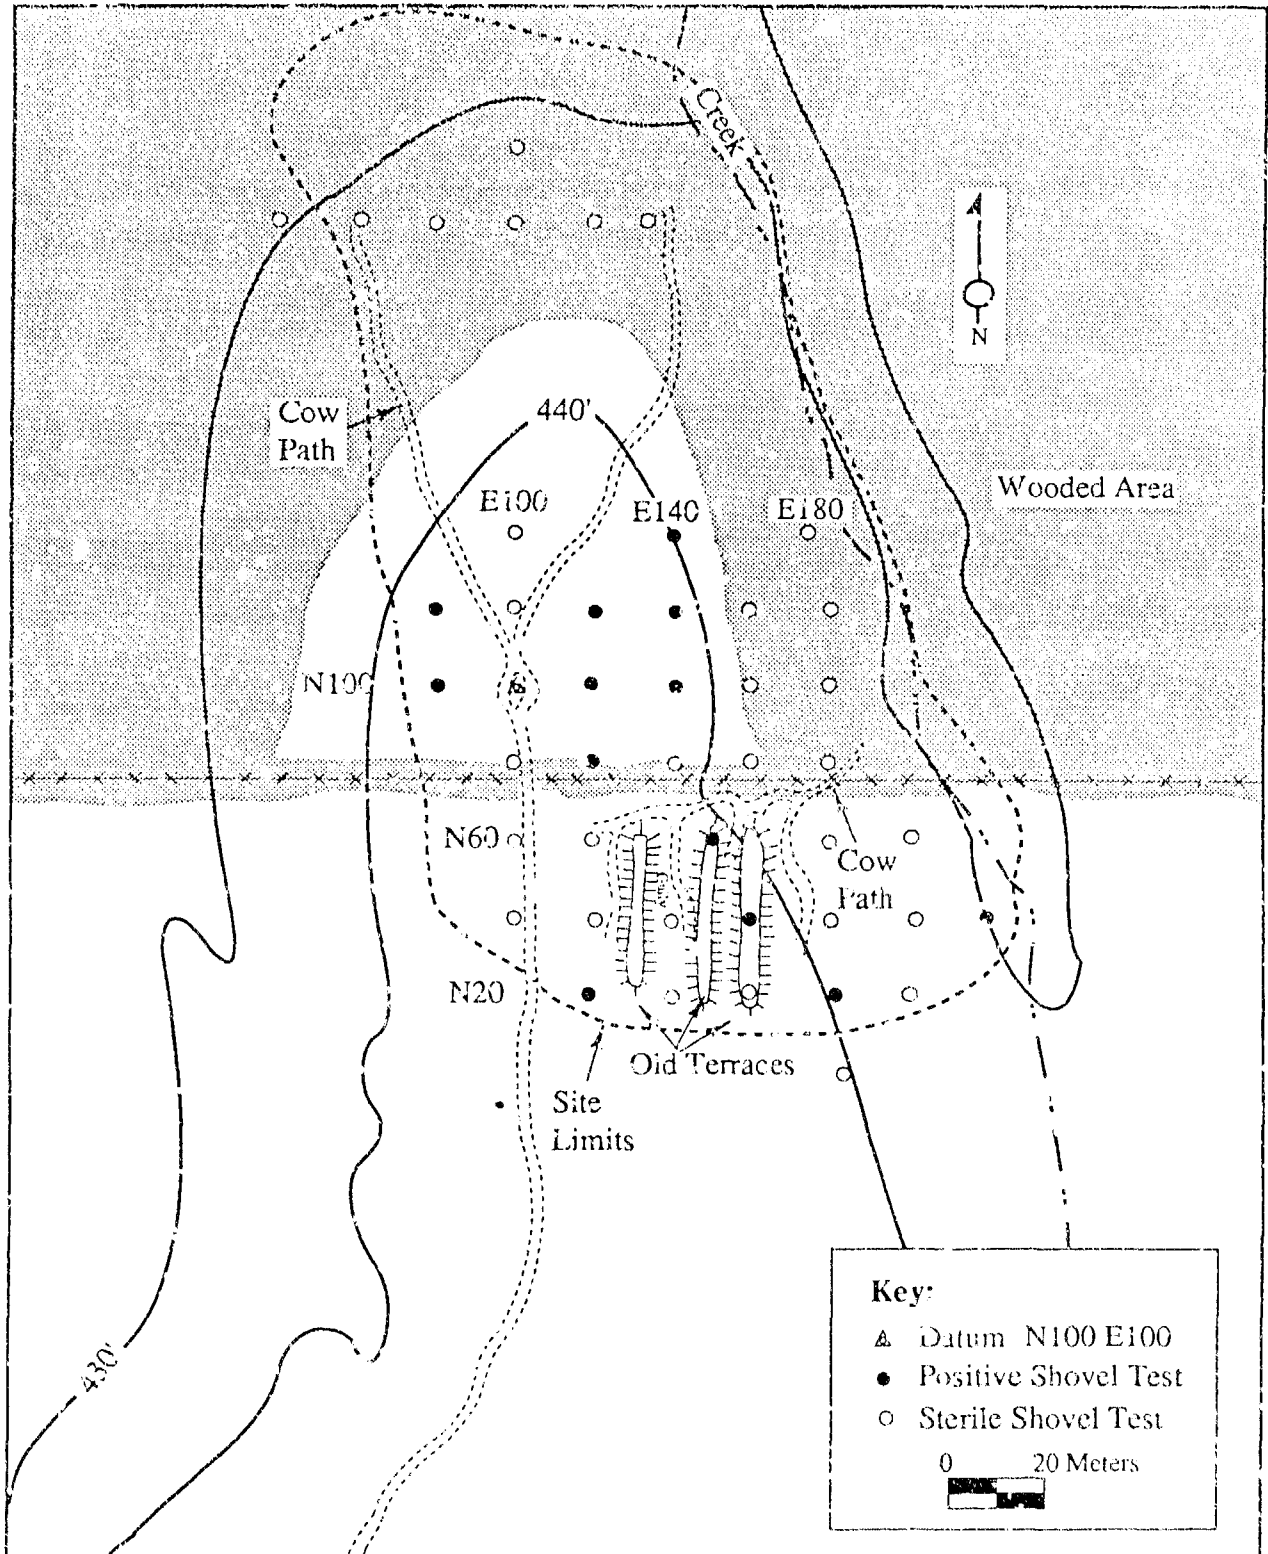 Creek
N
440'
Cow
Path
Wooded Area
E100
E140
E180
N100
N60
Cow
Path
N20
Old Terraces
Site
Limits
430'
Key:
Datum N100 E100
Positive Shovel Test
Sterile Shovel Test
0 20 Meters